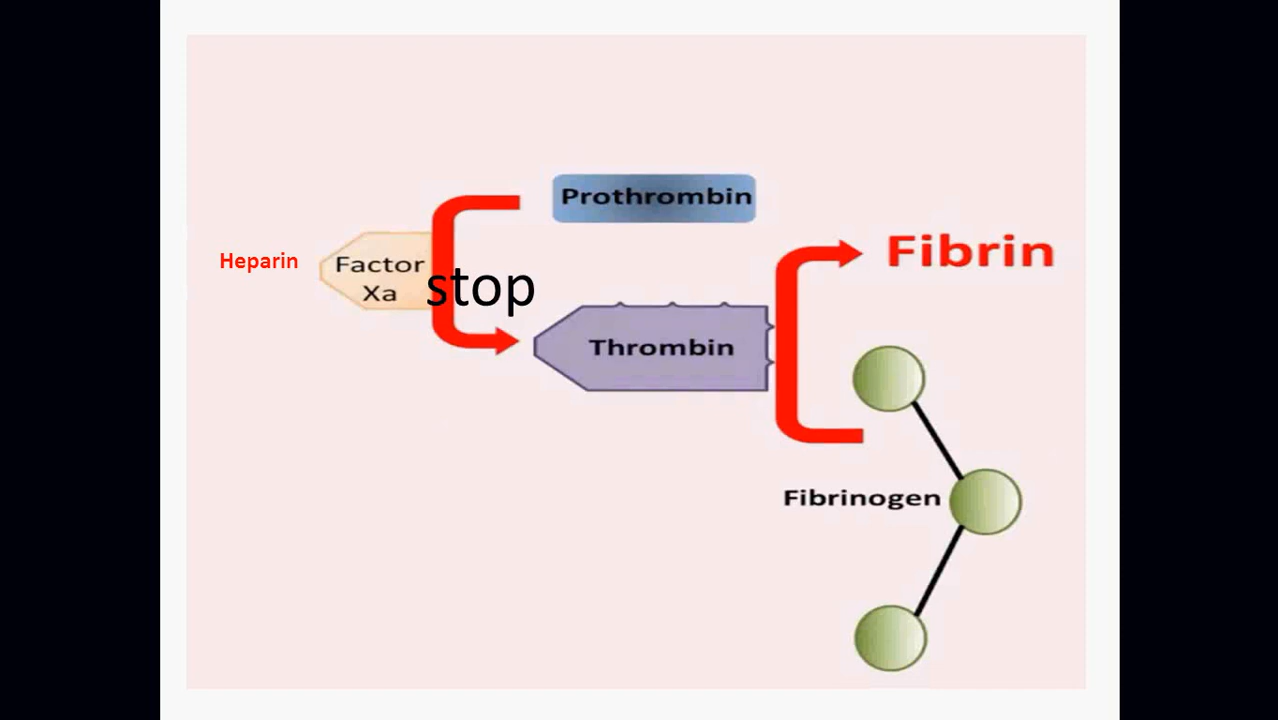 Prothrombin
Fibrin
Heparin
Factor
Xa
stop
Thrombin
Fibrinogen